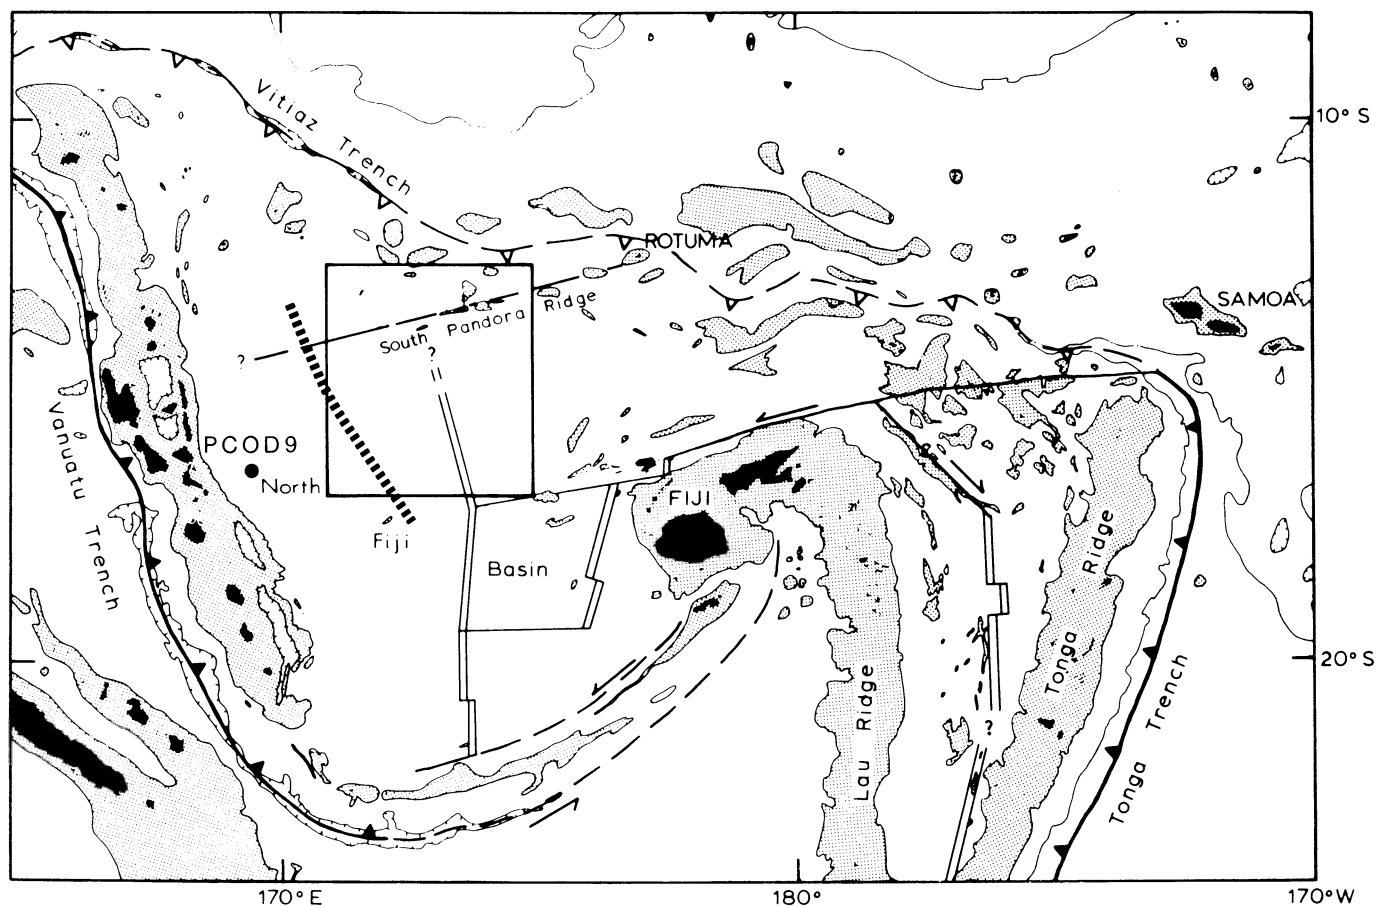 Vitiaz Trench
10° S
ROTUMA
SAMOA
South Pandora Ridge
?
?
Vanuatu Trench
PCOD9
North
Fiji
Basin
FIJI
Lau Ridge
Tonga Ridge
Tonga Trench
?
20° S
170° E
180°
170° W